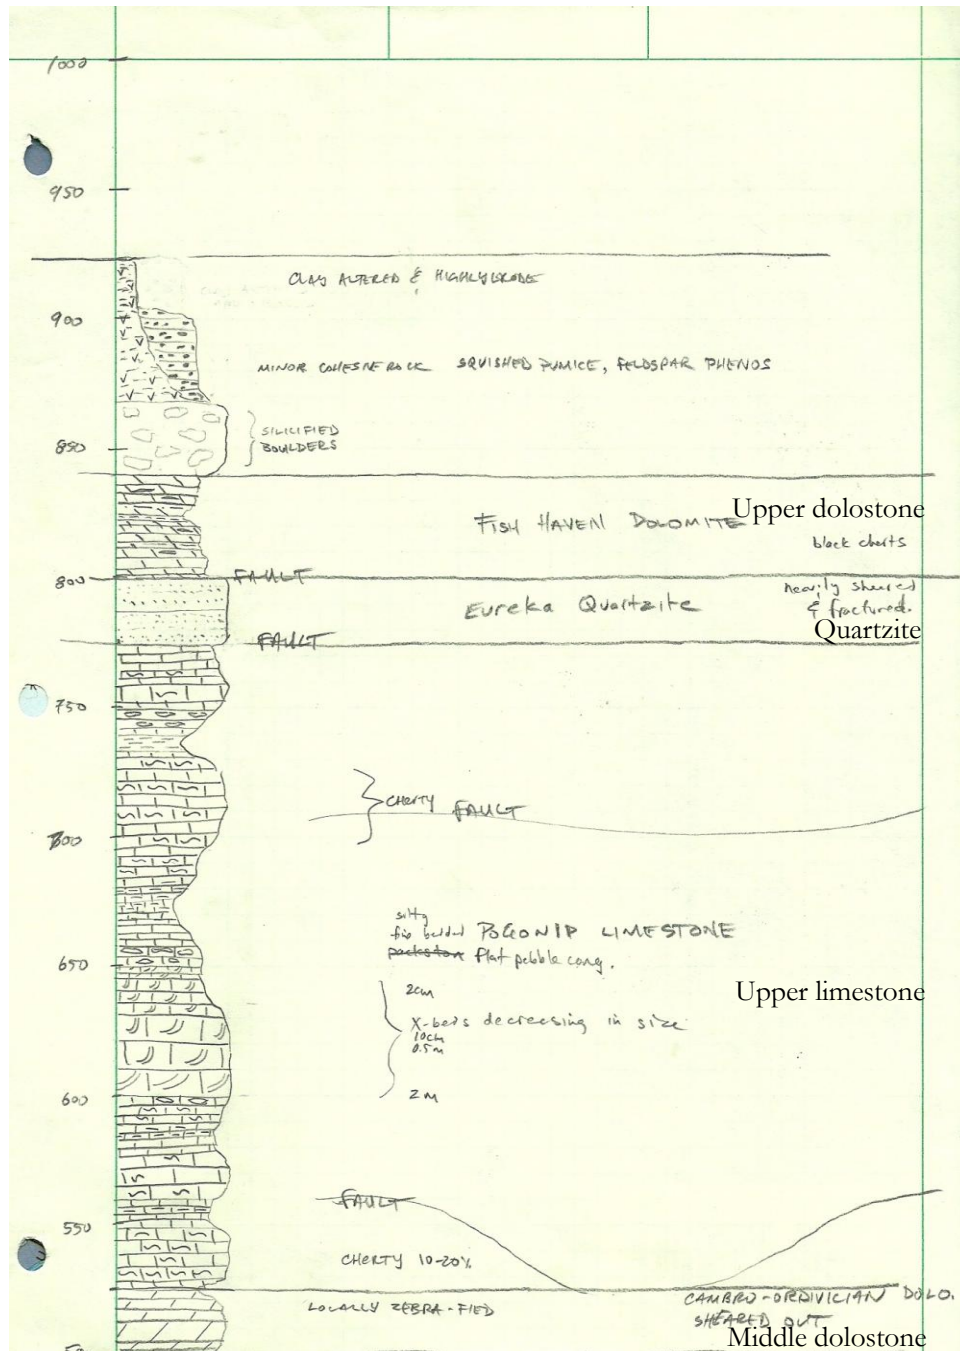 1000
950
CLAY ALTERED & HIGHLY ERODE
900
MINOR COHESIVE ROCK SQUISHED PUMICE, FELDSPAR PHENOS
SILICIFIED
850 BOULDERS
Upper dolostone
FISH HAVEN DOLOMITE
black cherts
800 FAULT
heavily sheared
Eureka Quartzite & fractured.
FAULT Quartzite
750
CHERTY FAULT
700
silty
POGONIP LIMESTONE
packstone flat pebble cong.
650
2cm Upper limestone
X-beds decreasing in size
10cm
0.5m
600 2m
FAULT
550
CHERTY 10-20%
LOCALLY ZEBRA-FIED CAMBRO-ORDIVICIAN DOLO.
SHEARED OUT
Middle dolostone